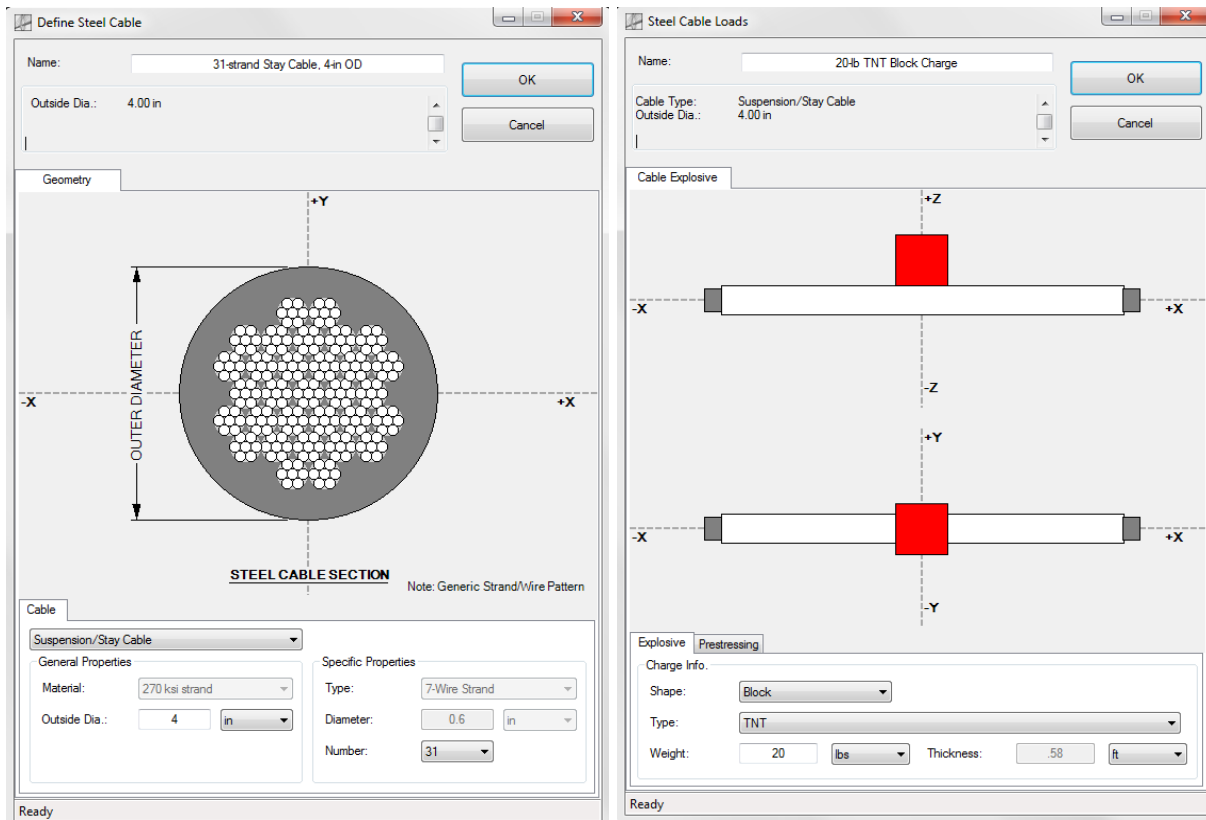 Define Steel Cable
Name: 31-strand Stay Cable, 4-in OD
OK
Outside Dia.: 4.00 in
Cancel
Geometry
+Y
OUTER DIAMETER
-X +X
STEEL CABLE SECTION
Note: Generic Strand/Wire Pattern
Cable
Suspension/Stay Cable
General Properties Specific Properties
Material: 270 ksi strand Type: 7-Wire Strand
Outside Dia.: 4 in Diameter: 0.6 in
Number: 31
Ready
Steel Cable Loads
Name: 20-lb TNT Block Charge
OK
Cable Type: Suspension/Stay Cable
Outside Dia.: 4.00 in
Cancel
Cable Explosive
+Z
-X +X
-Z
+Y
-X +X
-Y
Explosive Prestressing
Charge Info.
Shape: Block
Type: TNT
Weight: 20 lbs Thickness: .58 ft
Ready